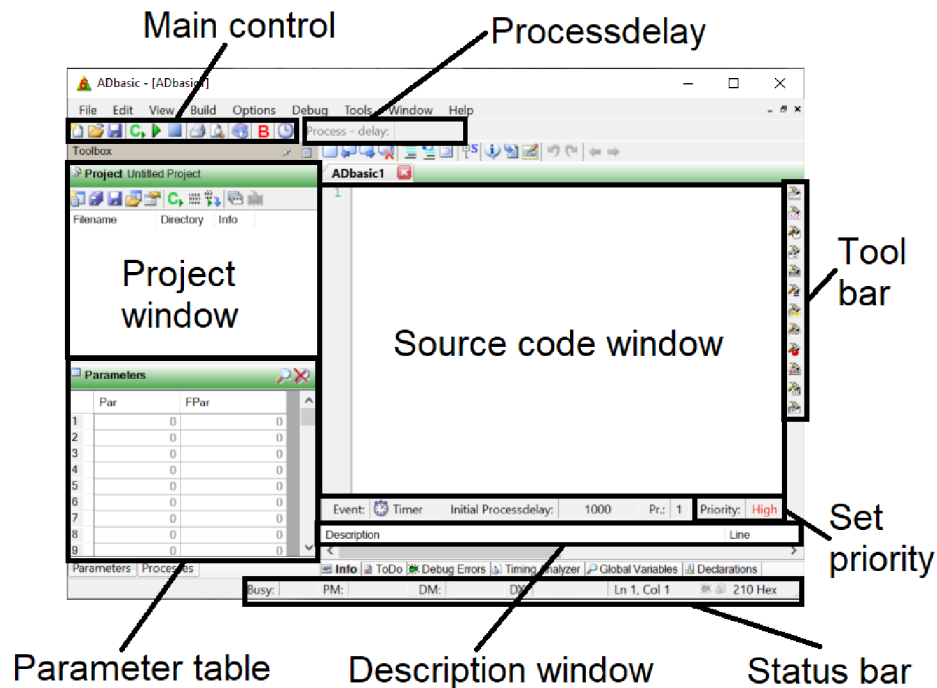 Main control
Processdelay
ADbasic - [ADbasic1]
File Edit View Build Options Debug Tools Window Help
Process - delay:
Toolbox
Project Untitled Project
ADbasic1
1
Filename Directory Info
Project
window
Source code window
Tool
bar
Parameters
Par FPar
1 0 0
2 0 0
3 0 0
4 0 0
5 0 0
6 0 0
7 0 0
8 0 0
9 0 0
Event: Timer Initial Processdelay: 1000 Pr.: 1 Priority: High
Set
priority
Description Line
Parameters Processes
Info ToDo Debug Errors Timing Analyzer Global Variables Declarations
Busy: PM: DM: DX: Ln 1, Col 1 210 Hex
Parameter table
Description window
Status bar